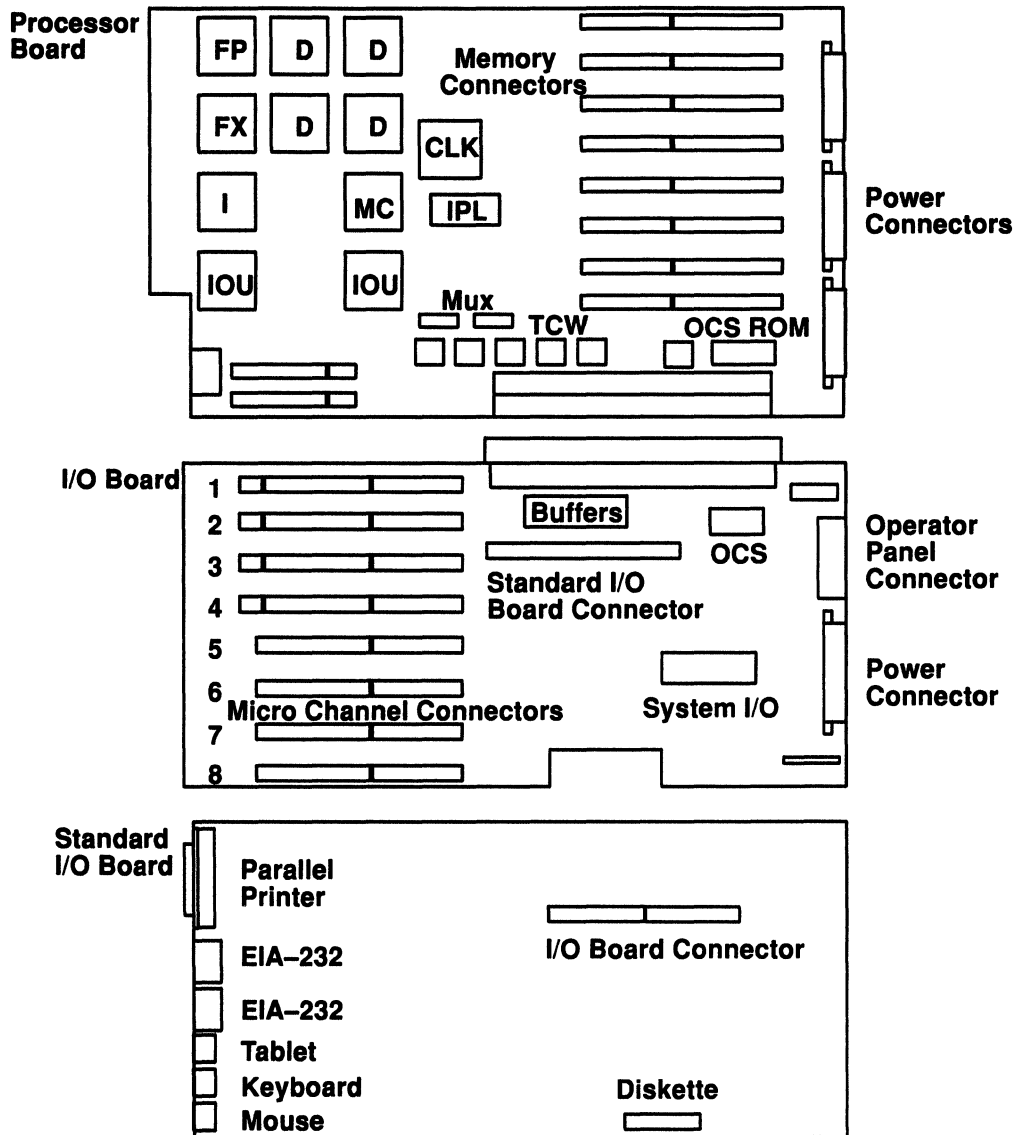 Processor
Board
FP D D
Memory
Connectors
FX D D
CLK
I MC IPL
Power
Connectors
IOU IOU
Mux
TCW OCS ROM
I/O Board
1
2
3
4
5
6
7
8
Buffers
OCS
Standard I/O
Board Connector
Operator
Panel
Connector
Micro Channel Connectors
System I/O
Power
Connector
Standard
I/O Board
Parallel
Printer
I/O Board Connector
EIA–232
EIA–232
Tablet
Keyboard
Mouse
Diskette